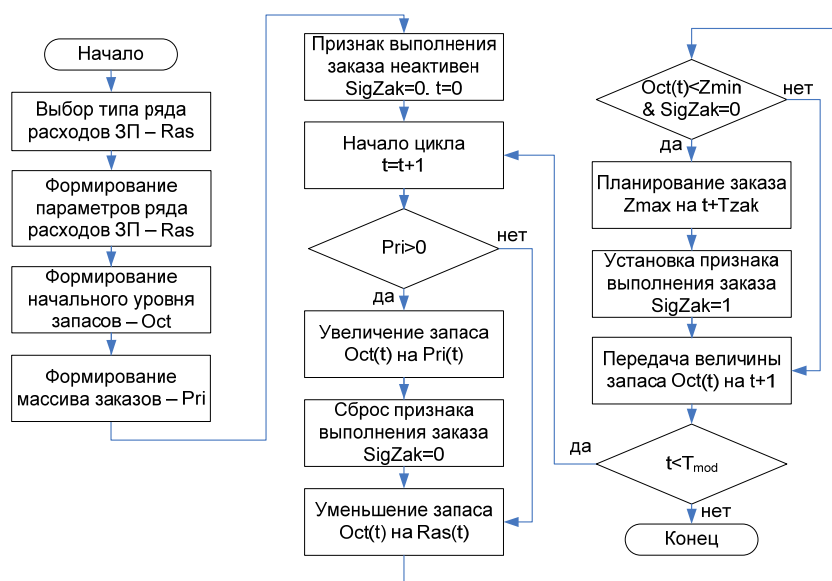 Начало
Выбор типа ряда
расходов ЗП – Ras
Формирование
параметров ряда
расходов ЗП – Ras
Формирование
начального уровня
запасов – Oct
Формирование
массива заказов – Pri
Признак выполнения
заказа неактивен
SigZak=0. t=0
Начало цикла
t=t+1
Pri>0
нет
да
Увеличение запаса
Oct(t) на Pri(t)
Сброс признака
выполнения заказа
SigZak=0
Уменьшение запаса
Oct(t) на Ras(t)
Oct(t)<Zmin
& SigZak=0
нет
да
Планирование заказа
Zmax на t+Tzak
Установка признака
выполнения заказа
SigZak=1
Передача величины
запаса Oct(t) на t+1
да
t<Tmod
нет
Конец